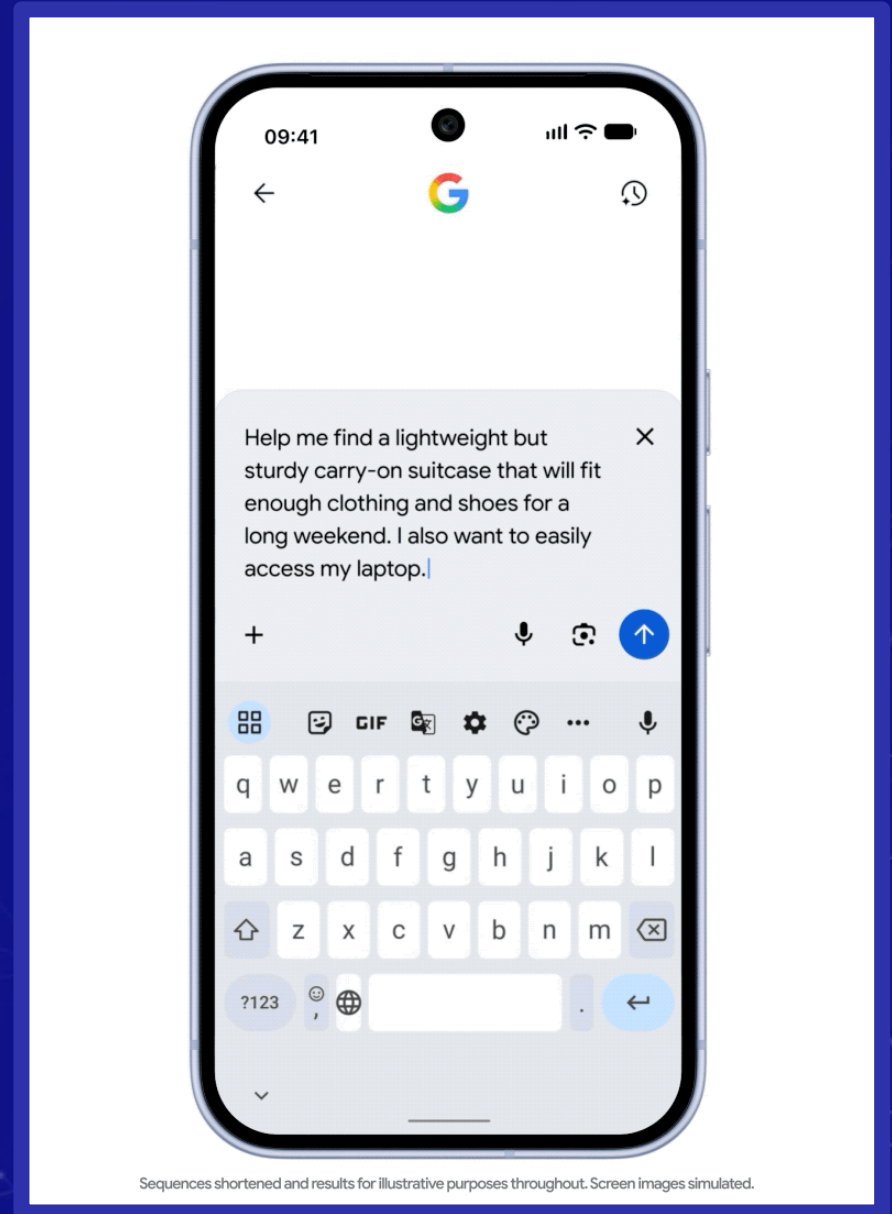 09:41
Help me find a lightweight but
sturdy carry-on suitcase that will fit
enough clothing and shoes for a
long weekend. I also want to easily
access my laptop.
GIF
q w e r t y u i o p
a s d f g h j k l
z x c v b n m
?123 , .
Sequences shortened and results for illustrative purposes throughout. Screen images simulated.